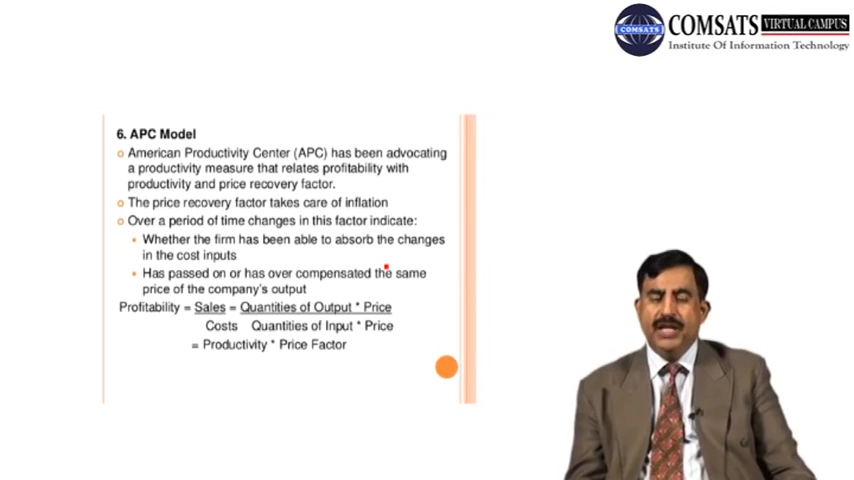 COMSATS
COMSATS VIRTUAL CAMPUS
Institute Of Information Technology
6. APC Model
American Productivity Center (APC) has been advocating
a productivity measure that relates profitability with
productivity and price recovery factor.
The price recovery factor takes care of inflation
Over a period of time changes in this factor indicate:
Whether the firm has been able to absorb the changes
in the cost inputs
Has passed on or has over compensated the same
price of the company's output
Profitability = Sales = Quantities of Output * Price
Costs Quantities of Input * Price
= Productivity * Price Factor